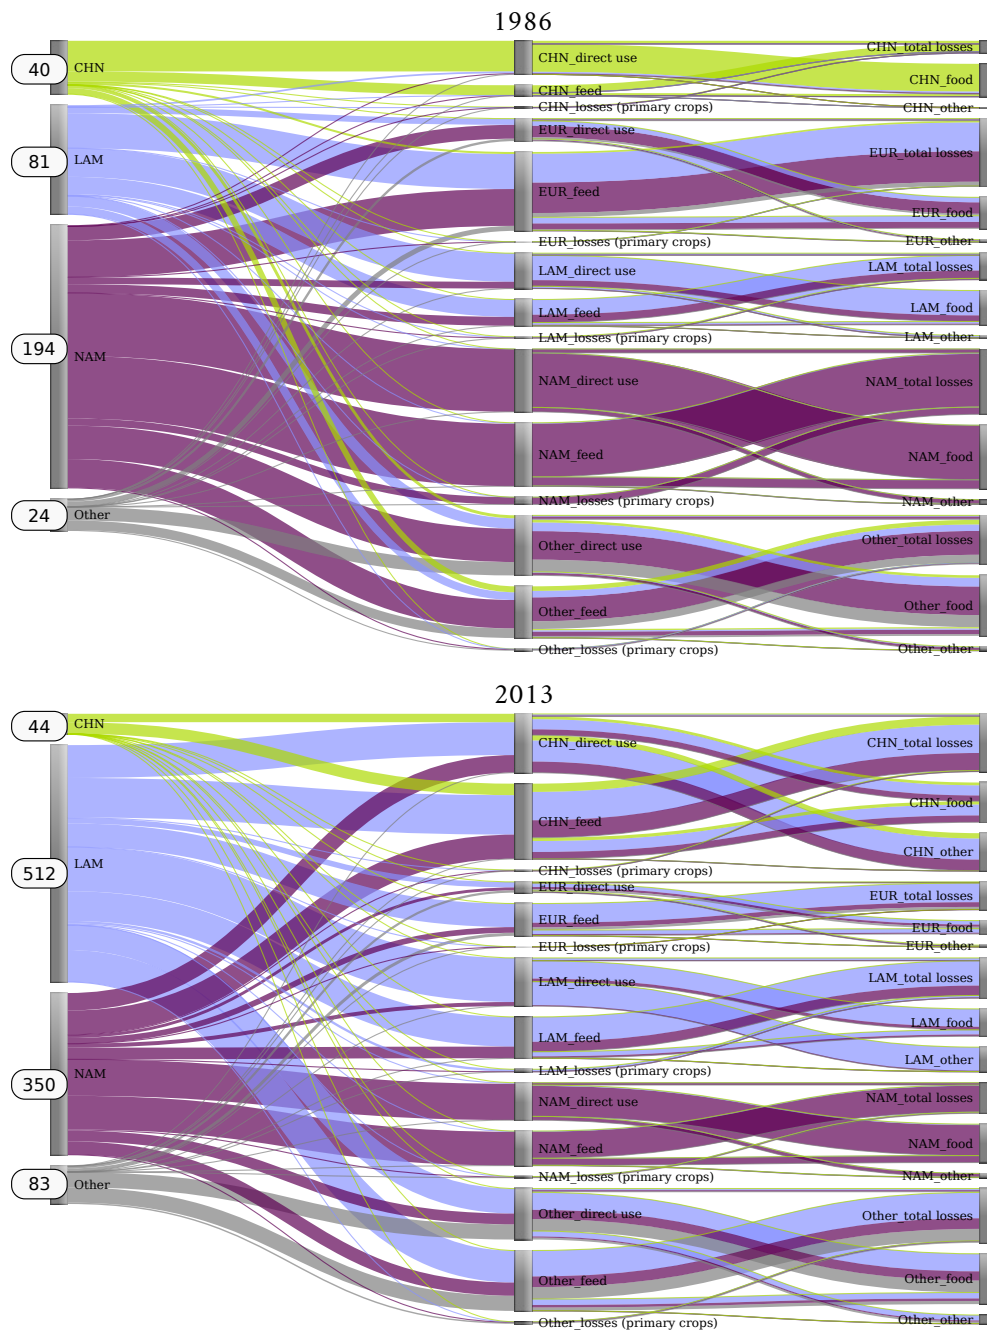 1986
CHN_total losses
40
CHN
CHN_direct use
CHN_food
CHN_feed
CHN_losses (primary crops)
CHN_other
EUR_direct use
81
LAM
EUR_total losses
EUR_feed
EUR_food
EUR_losses (primary crops)
EUR_other
LAM_direct use
LAM_total losses
LAM_feed
LAM_food
LAM_losses (primary crops)
LAM_other
194
NAM
NAM_direct use
NAM_total losses
NAM_feed
NAM_food
NAM_losses (primary crops)
NAM_other
24
Other
Other_direct use
Other_total losses
Other_feed
Other_food
Other_losses (primary crops)
Other_other
2013
44
CHN
CHN_direct use
CHN_total losses
CHN_food
CHN_feed
CHN_other
512
LAM
CHN_losses (primary crops)
EUR_direct use
EUR_total losses
EUR_feed
EUR_food
EUR_losses (primary crops)
EUR_other
LAM_direct use
LAM_total losses
LAM_feed
LAM_food
LAM_losses (primary crops)
LAM_other
350
NAM
NAM_direct use
NAM_total losses
NAM_feed
NAM_food
NAM_losses (primary crops)
NAM_other
83
Other
Other_direct use
Other_total losses
Other_feed
Other_food
Other_losses (primary crops)
Other_other